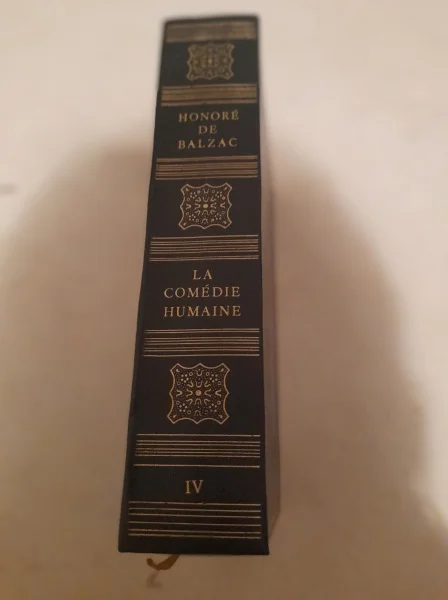 HONORÉ
DE
BALZAC
LA
COMÉDIE
HUMAINE
IV